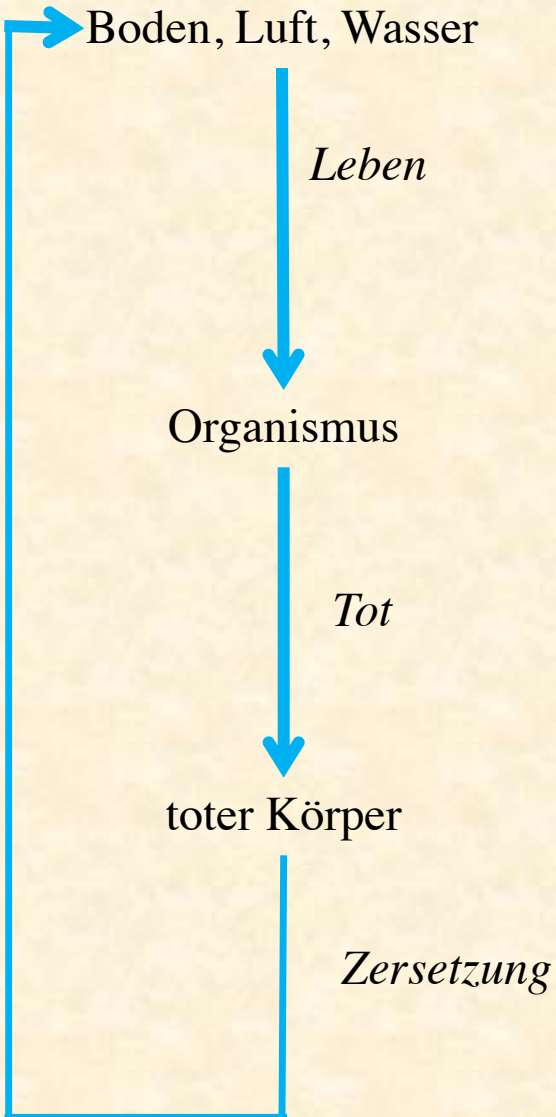 Boden, Luft, Wasser
Leben
Organismus
Tot
toter Körper
Zersetzung